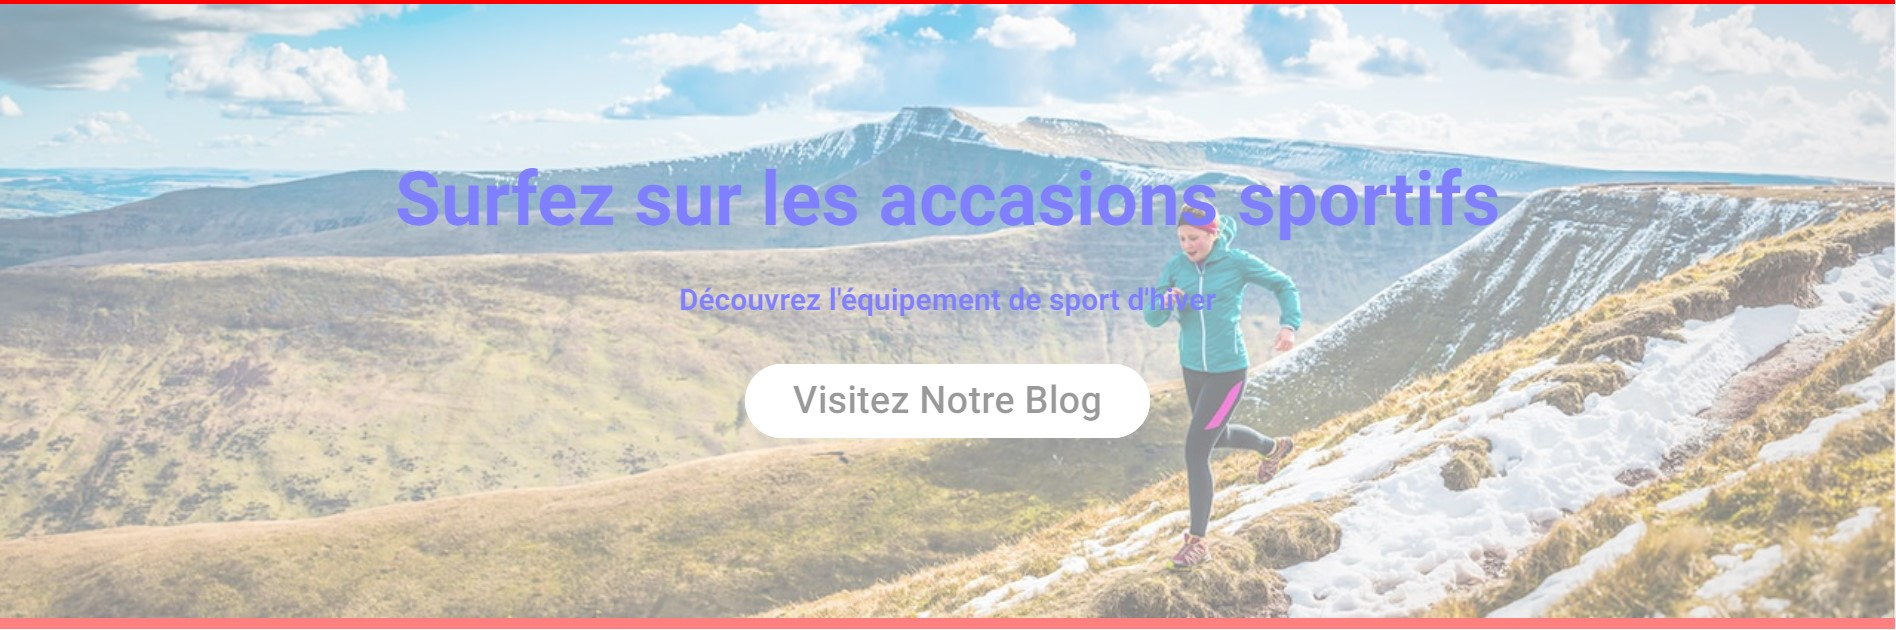 Surfez sur les accasions sportifs
Découvrez l'équipement de sport d'hiver
Visitez Notre Blog